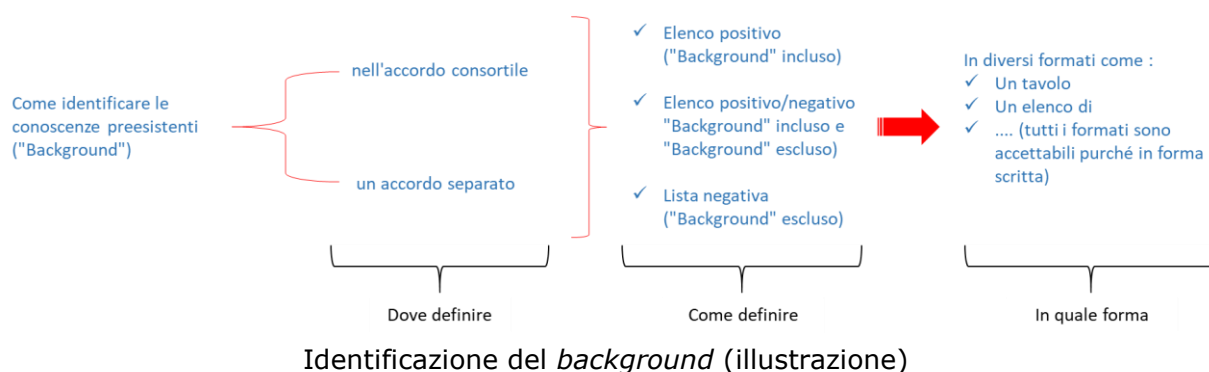 Come identificare le
conoscenze preesistenti
("Background")
nell'accordo consortile
un accordo separato
✓ Elenco positivo
("Background" incluso)
✓ Elenco positivo/negativo
"Background" incluso e
"Background" escluso)
✓ Lista negativa
("Background" escluso)
In diversi formati come :
✓ Un tavolo
✓ Un elenco di
✓ .... (tutti i formati sono
accettabili purché in forma
scritta)
Dove definire
Come definire
In quale forma
Identificazione del background (illustrazione)